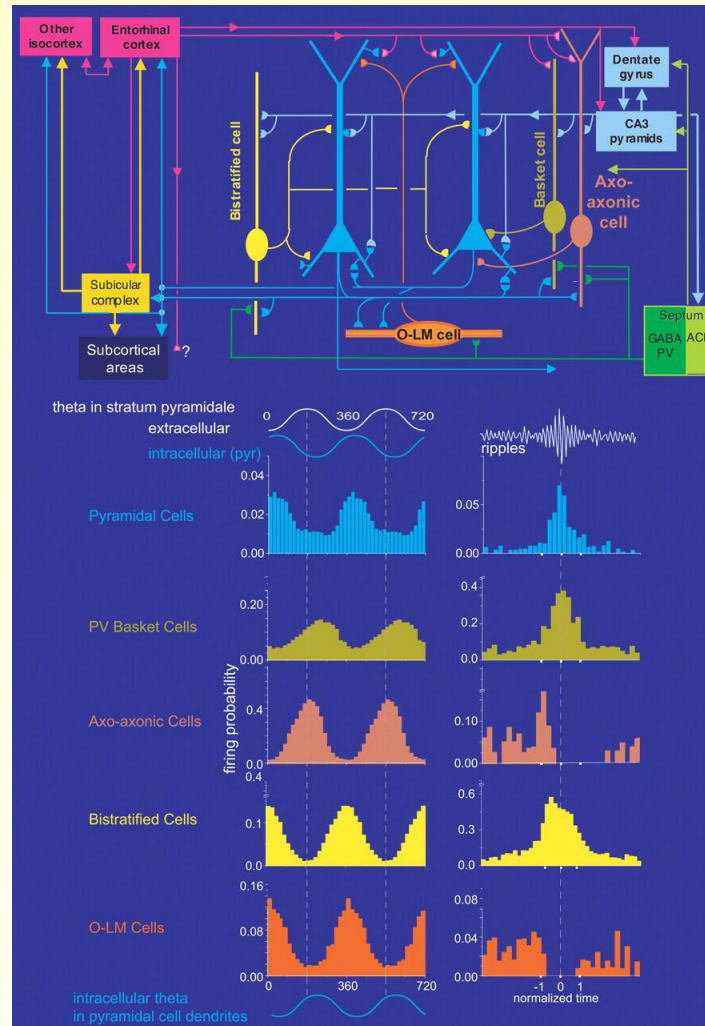 Other
isocortex
Entorhinal
cortex
Dentate
gyrus
CA3
pyramids
Bistratified cell
Basket cell
Axo-
axonic
cell
Subicular
complex
Subcortical
areas
?
O-LM cell
Septum
GABA
PV
theta in stratum pyramidale
extracellular
0 360 720
intracellular (pyr)
ripples
Pyramidal Cells
0.04
0.02
0.00
0.05
0.00
PV Basket Cells
0.20
0.00
0.4
0.2
0.0
Axo-axonic Cells
firing probability
0.4
0.0
0.10
0.00
Bistratified Cells
0.4
0.1
0.0
0.6
0.3
0.0
O-LM Cells
0.16
0.08
0.00
0 360 720
0.08
0.04
0.00
-1 0 1
normalized time
intracellular theta
in pyramidal cell dendrites